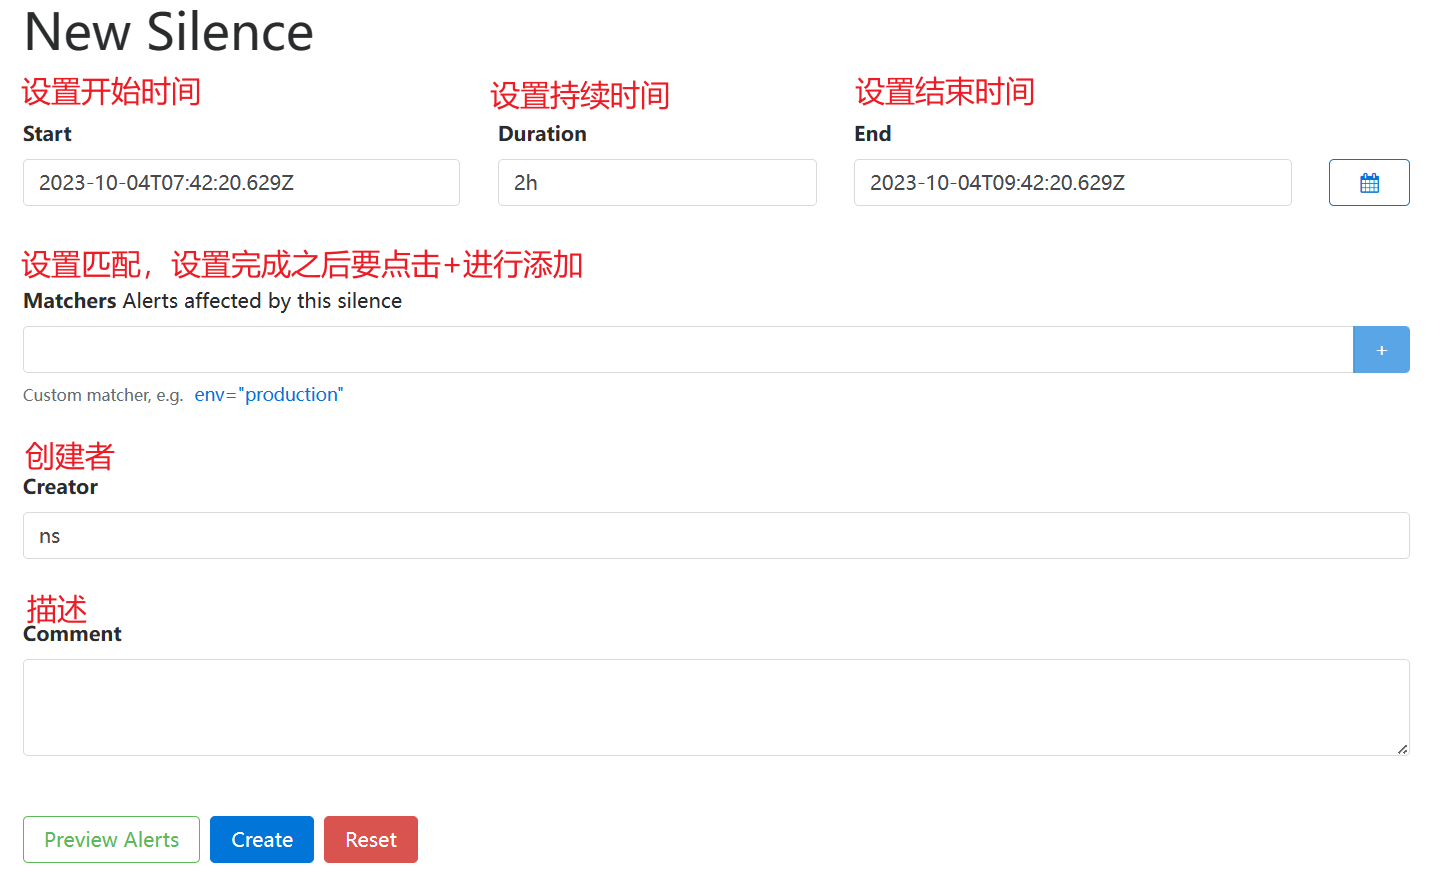 New Silence
设置开始时间
设置持续时间
设置结束时间
Start
Duration
End
2023-10-04T07:42:20.629Z
2h
2023-10-04T09:42:20.629Z
设置匹配，设置完成之后要点击+进行添加
Matchers Alerts affected by this silence
+
Custom matcher, e.g. env="production"
创建者
Creator
ns
描述
Comment
Preview Alerts
Create
Reset